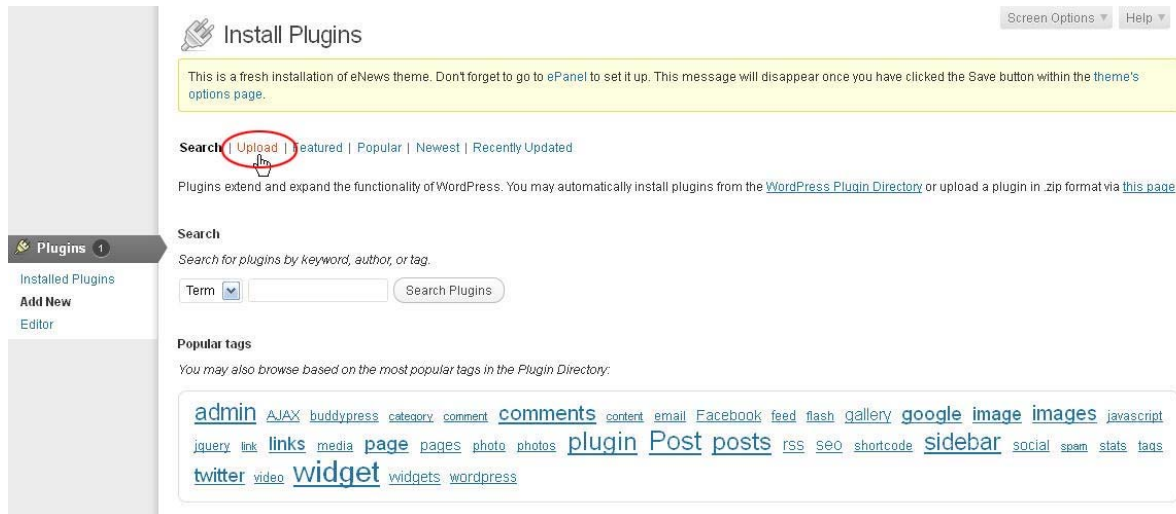 Screen Options Help
Install Plugins
This is a fresh installation of eNews theme. Don't forget to go to ePanel to set it up. This message will disappear once you have clicked the Save button within the theme's
options page.
Search | Upload | Featured | Popular | Newest | Recently Updated
Plugins extend and expand the functionality of WordPress. You may automatically install plugins from the WordPress Plugin Directory or upload a plugin in .zip format via this page
Plugins 1
Installed Plugins
Add New
Editor
Search
Search for plugins by keyword, author, or tag.
Term Search Plugins
Popular tags
You may also browse based on the most popular tags in the Plugin Directory:
admin AJAX buddypress category comment comments content email Facebook feed flash gallery google image images javascript
jquery link links media page pages photo photos plugin Post posts rss seo shortcode sidebar social spam stats tags
twitter video widget widgets wordpress